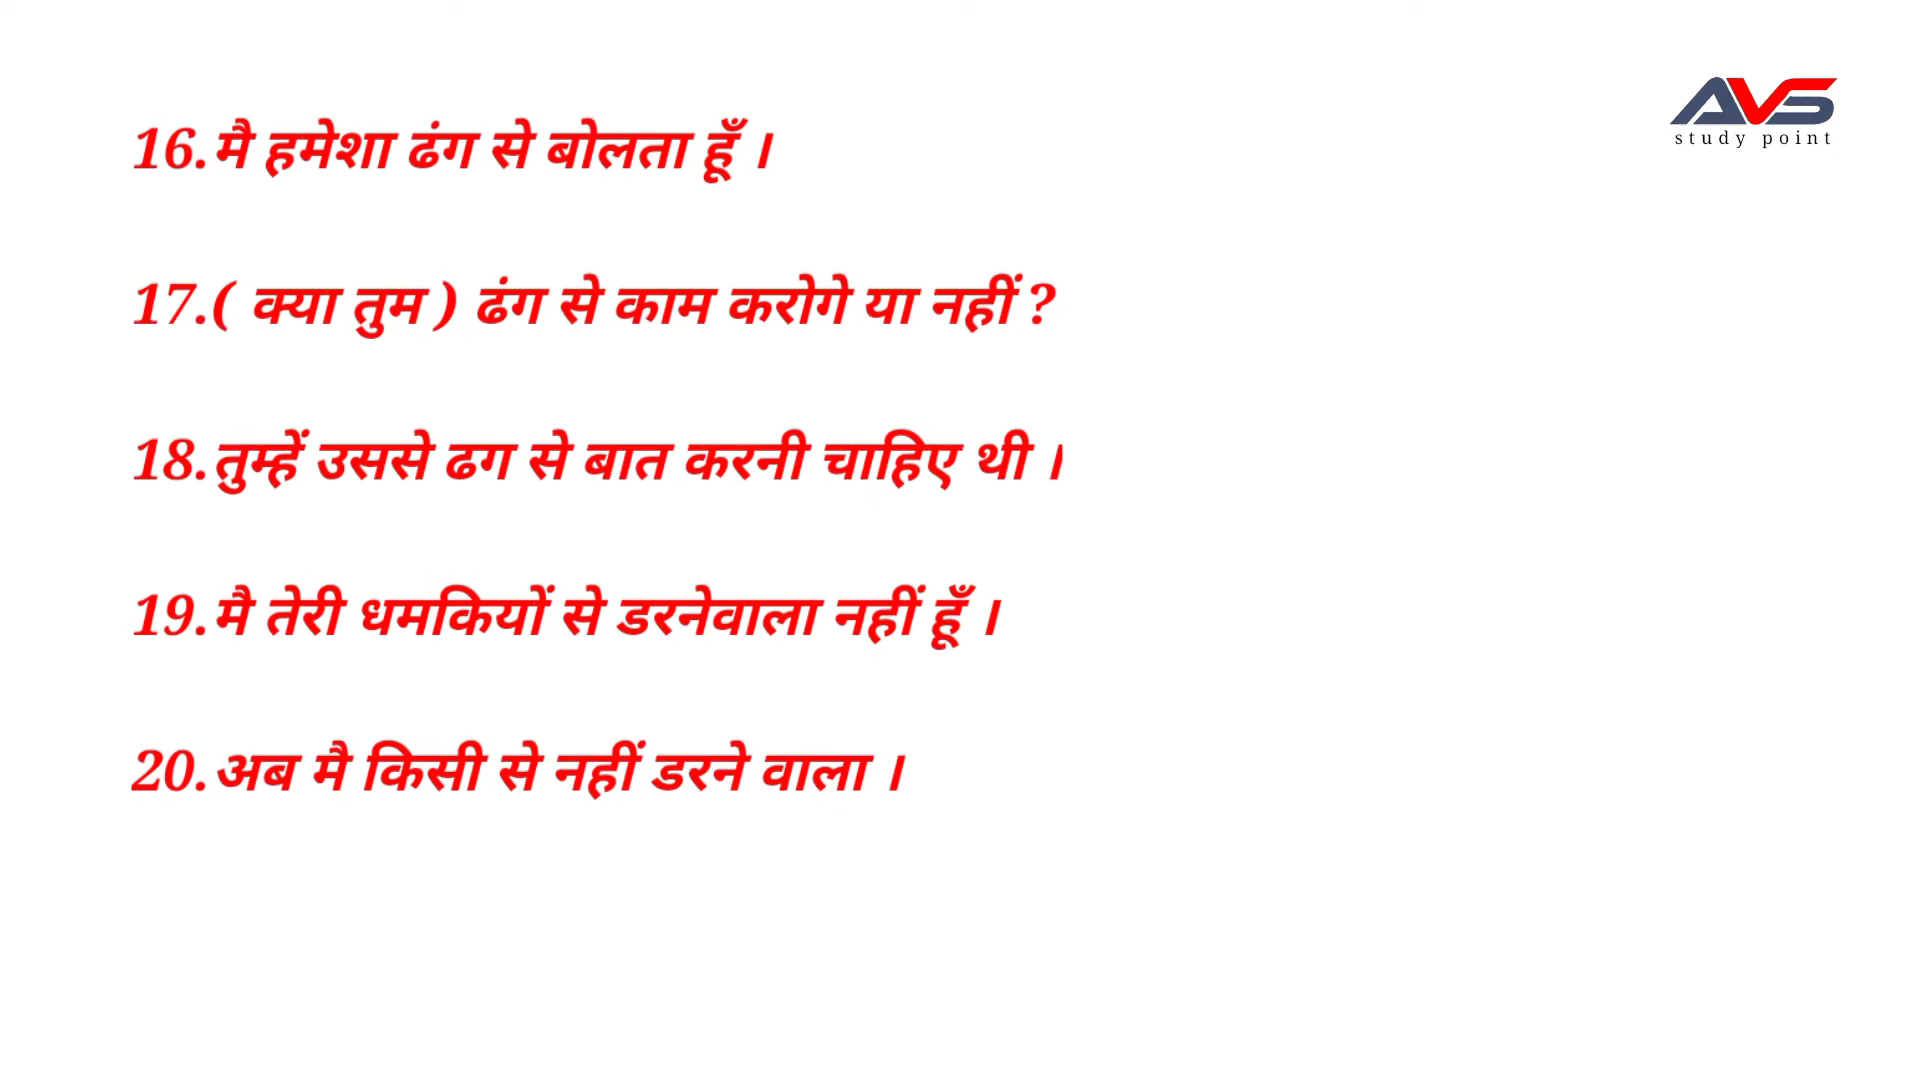 AVS
study point
16. मै हमेशा ढंग से बोलता हूँ ।
17.( क्या तुम ) ढंग से काम करोगे या नहीं ?
18. तुम्हें उससे ढग से बात करनी चाहिए थी ।
19. मै तेरी धमकियों से डरनेवाला नहीं हूँ ।
20. अब मै किसी से नहीं डरने वाला ।